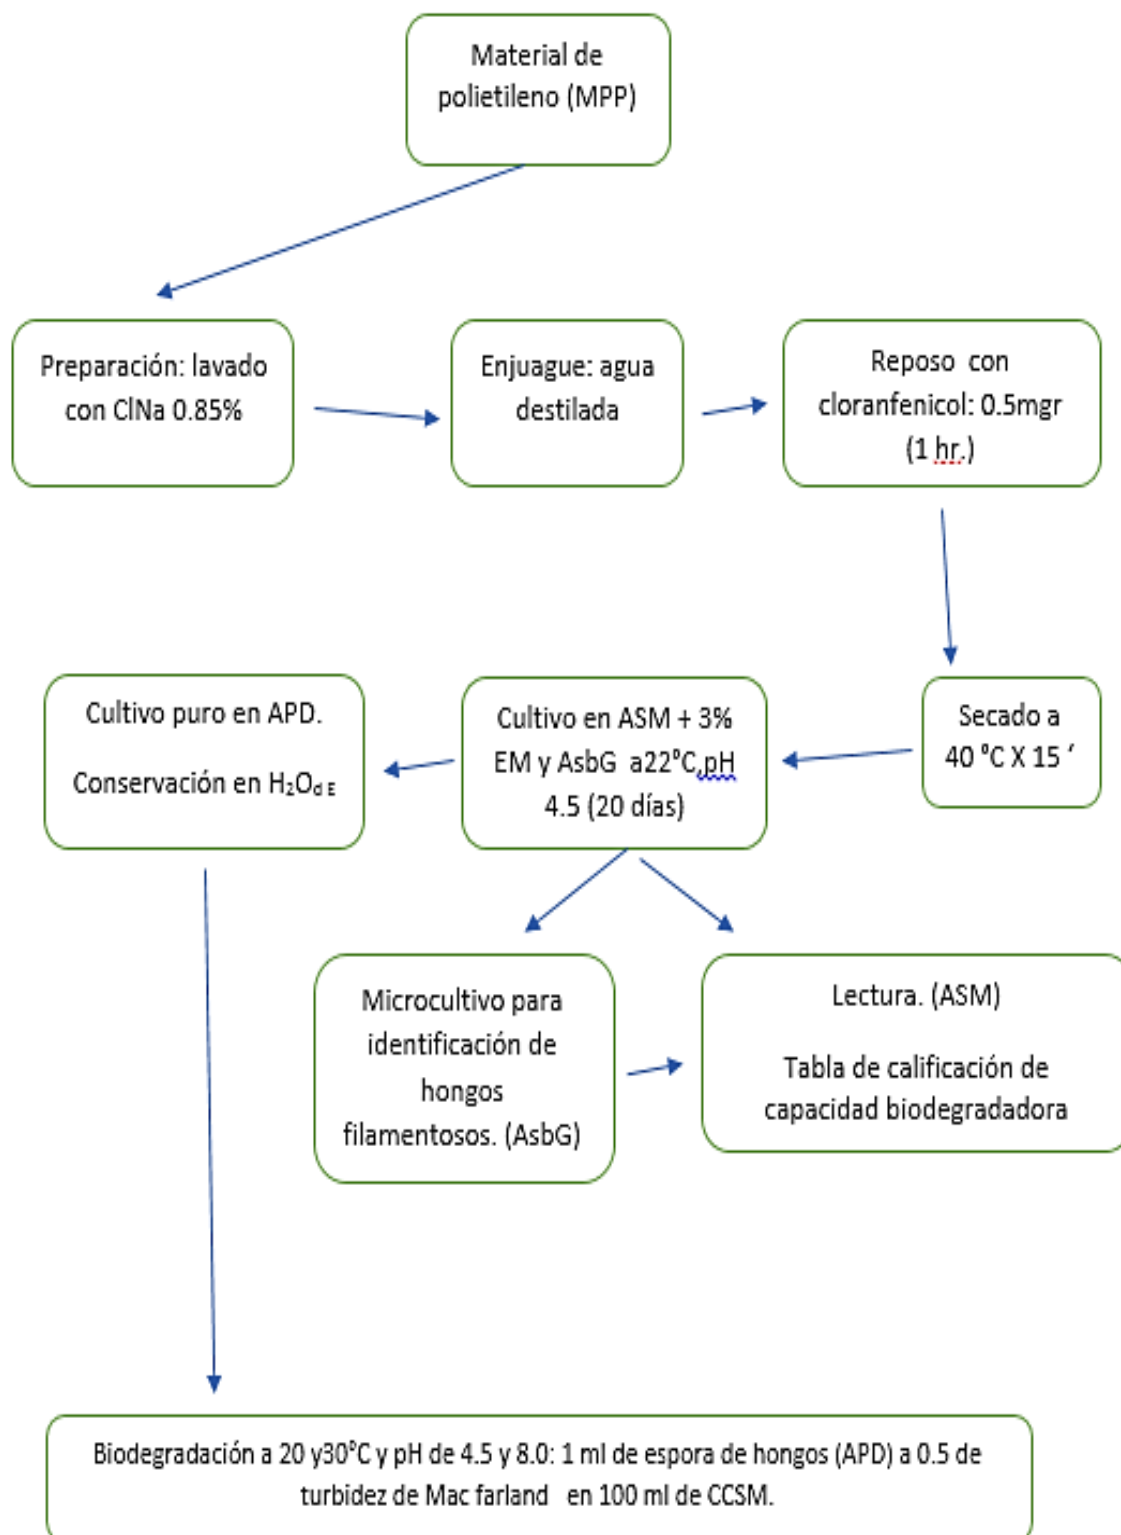 Material de
polietileno (MPP)
Preparación: lavado
con ClNa 0.85%
Enjuague: agua
destilada
Reposo con
cloranfenicol: 0.5mgr
(1 hr.)
Secado a
40 ⁰C X 15 ‘
Cultivo en ASM + 3%
EM y AsbG a22⁰C,pH
4.5 (20 días)
Cultivo puro en APD.
Conservación en H₂O d E
Microcultivo para
identificación de
hongos
filamentosos. (AsbG)
Lectura. (ASM)
Tabla de calificación de
capacidad biodegradadora
Biodegradación a 20 y30⁰C y pH de 4.5 y 8.0: 1 ml de espora de hongos (APD) a 0.5 de
turbidez de Mac farland en 100 ml de CCSM.